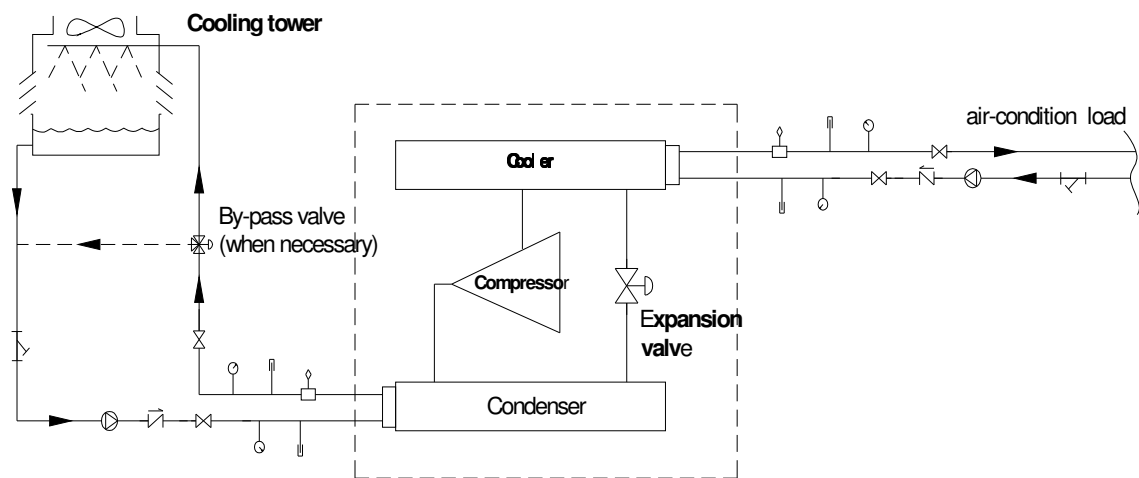 Cooling tower
air-condition load
Cooler
By-pass valve
(when necessary)
Compressor
Expansion
valve
Condenser